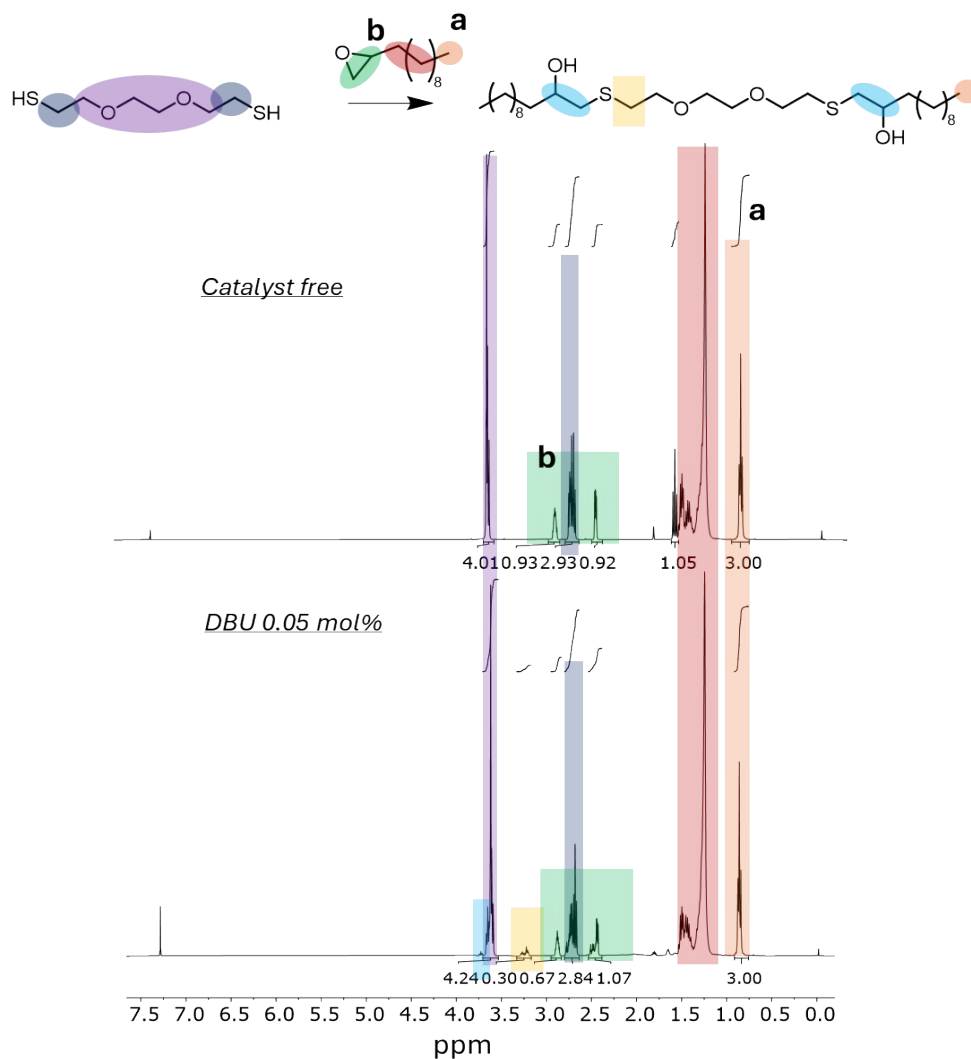 b a
O
8
HS O O SH
OH
8 S O O S 8
OH
a
Catalyst free
b
4.01 0.93 2.93 0.92 1.05 3.00
DBU 0.05 mol%
4.24 0.30 0.67 2.84 1.07 3.00
7.5 7.0 6.5 6.0 5.5 5.0 4.5 4.0 3.5 3.0 2.5 2.0 1.5 1.0 0.5 0.0
ppm